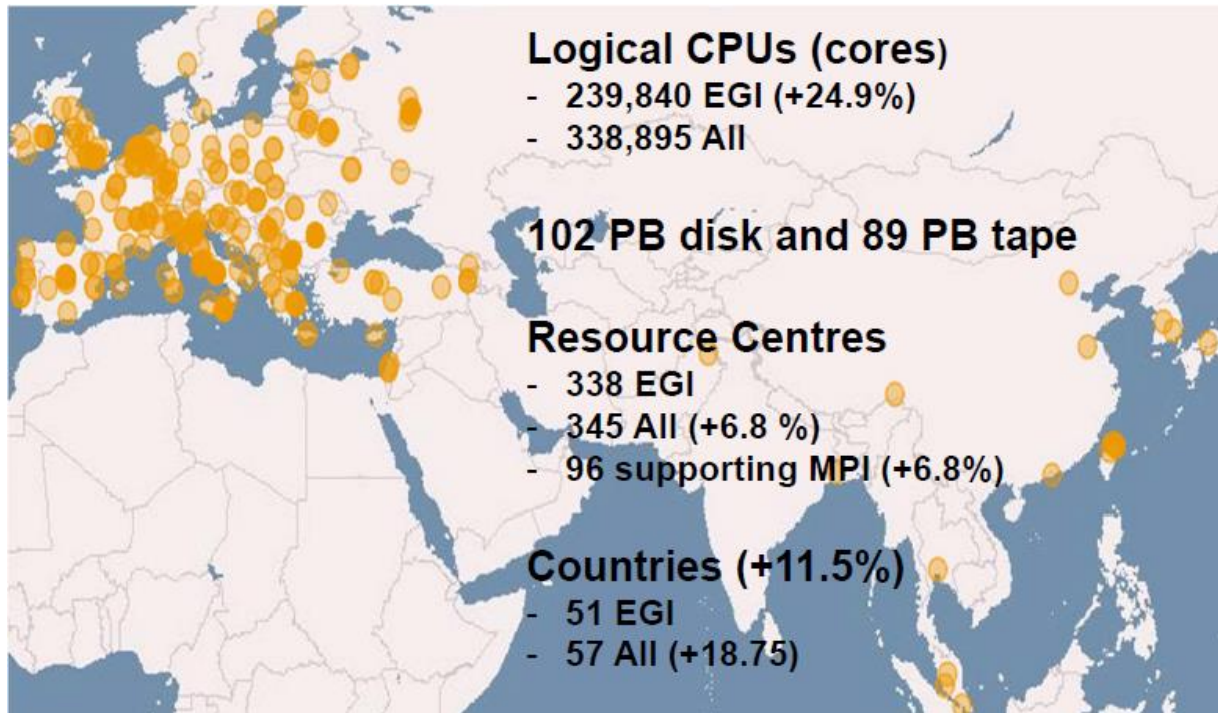 Logical CPUs (cores)
- 239,840 EGI (+24.9%)
- 338,895 All
102 PB disk and 89 PB tape
Resource Centres
- 338 EGI
- 345 All (+6.8 %)
- 96 supporting MPI (+6.8%)
Countries (+11.5%)
- 51 EGI
- 57 All (+18.75)